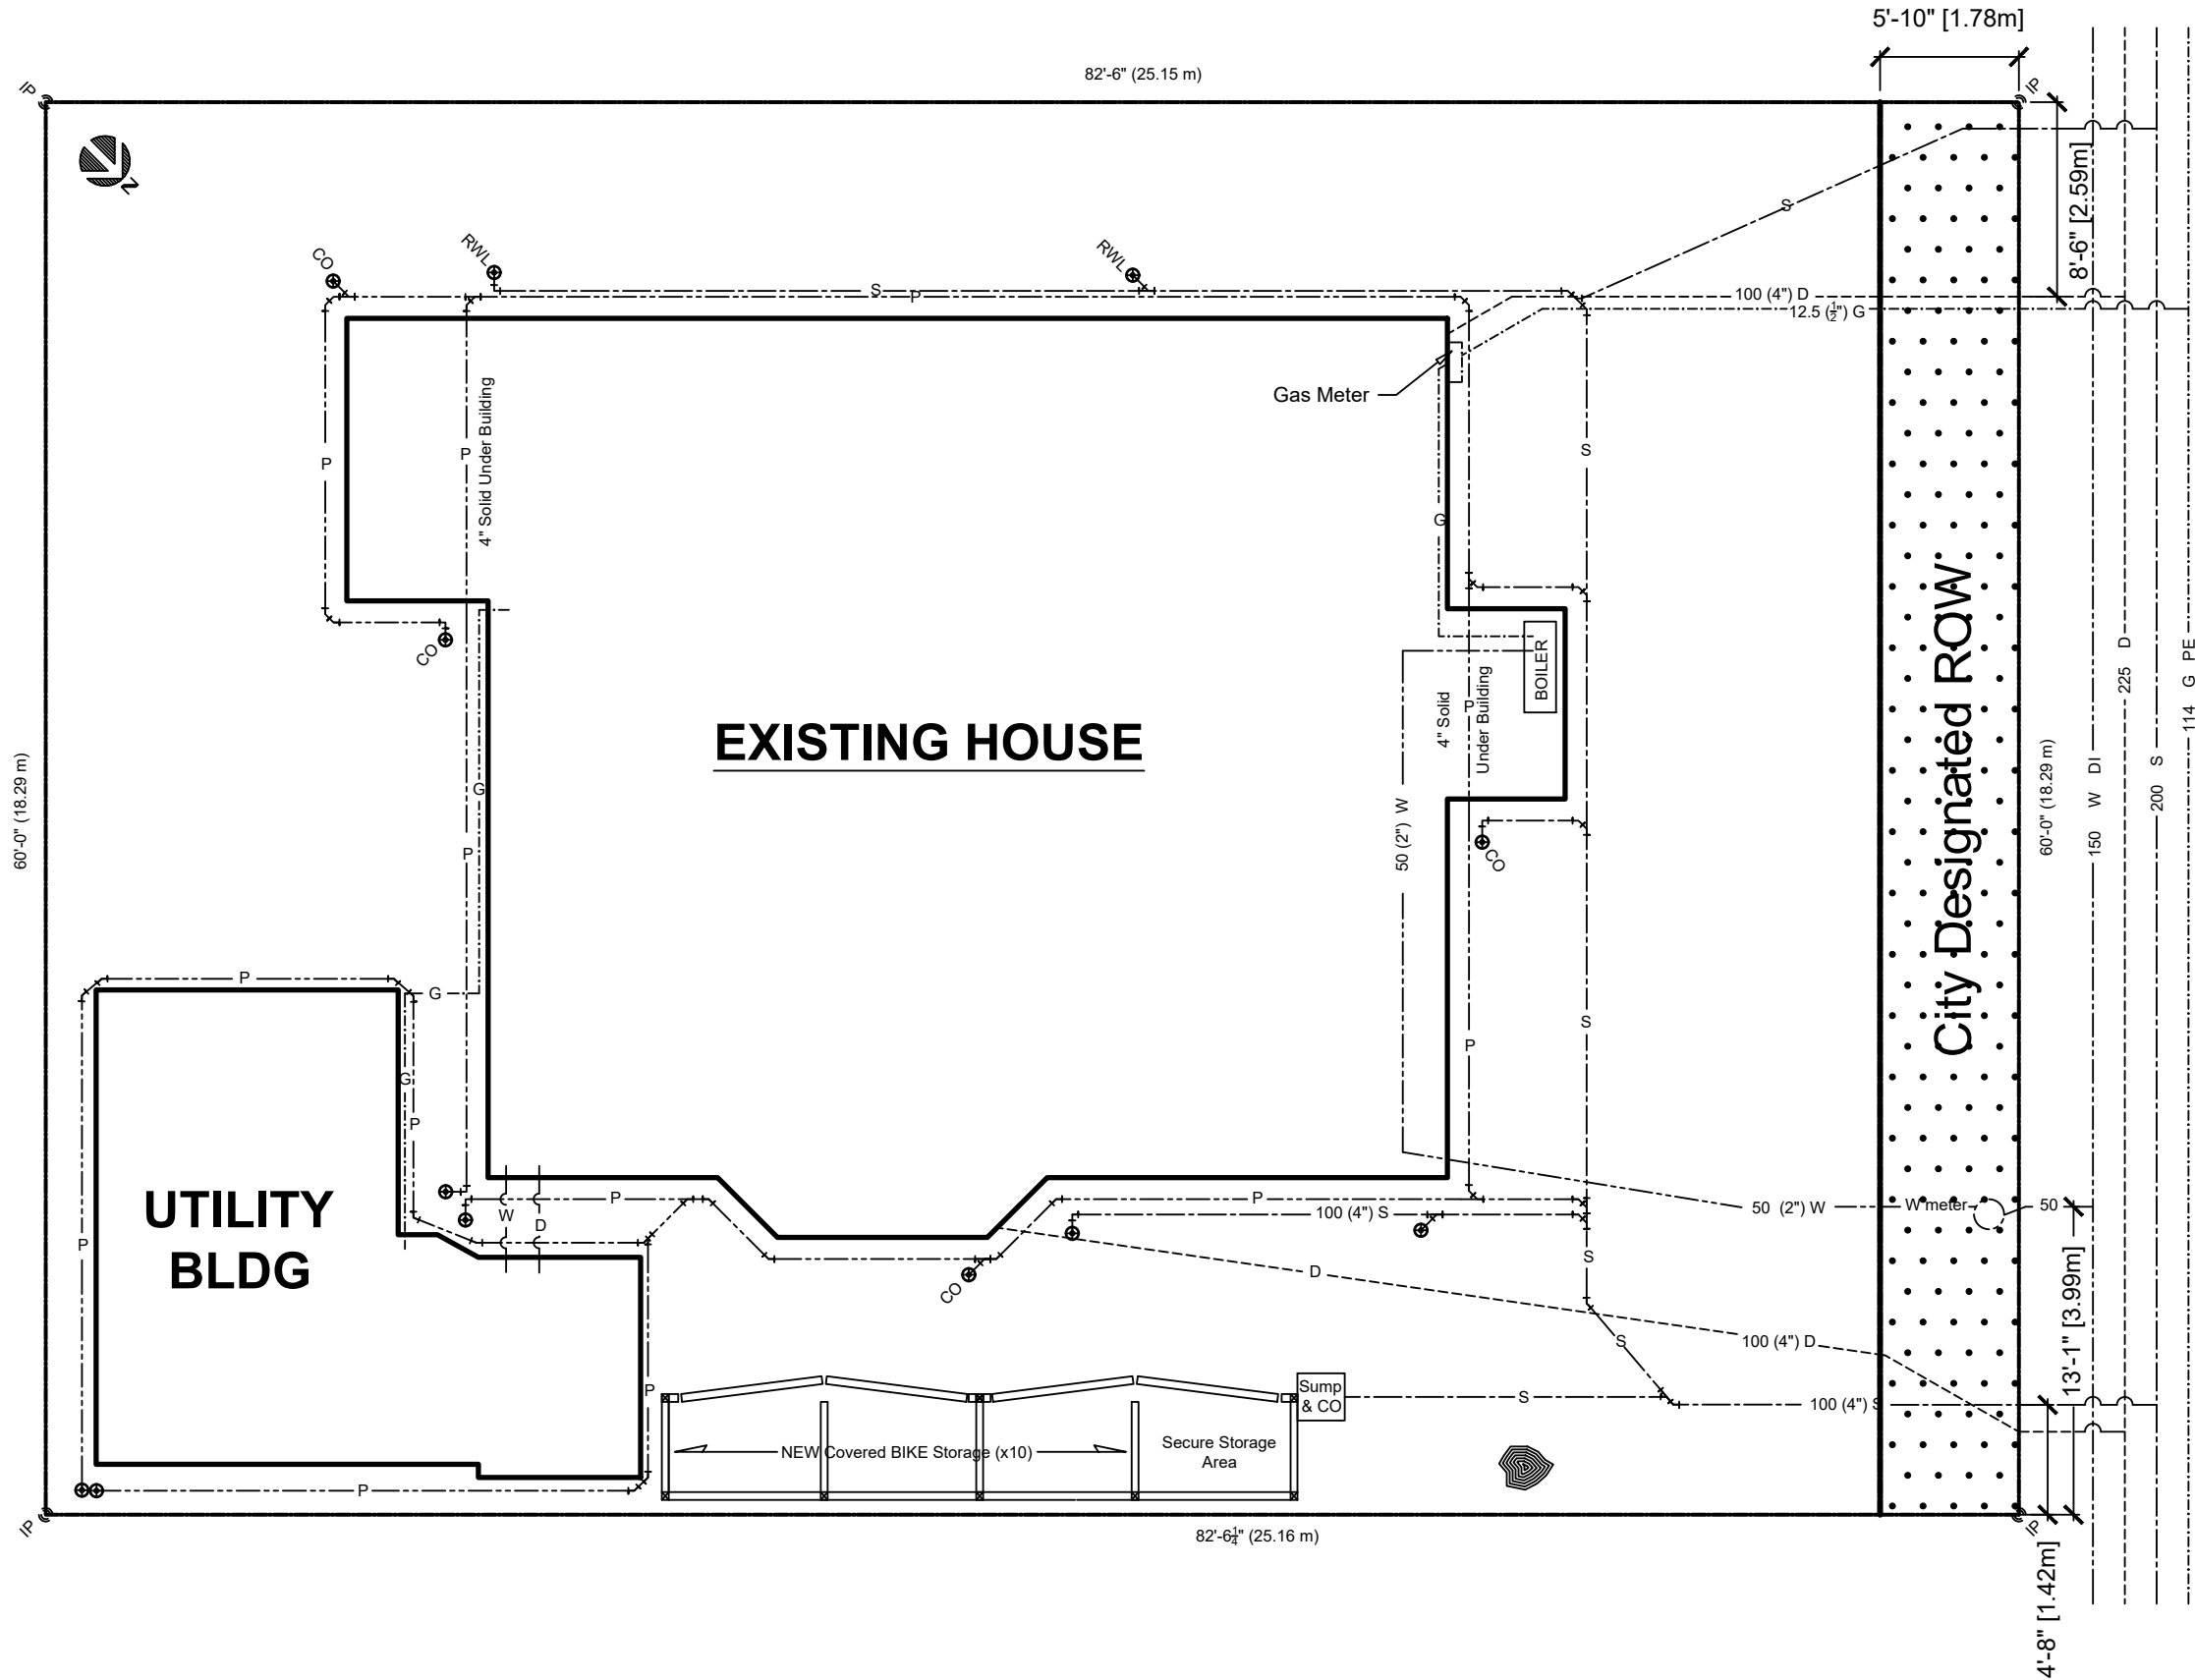 5'-10" [1.78m]
82'-6" (25.15 m)
IP
IP
N
8'-6" [2.59m]
S
CO
RWL
RWL
S
P
100 (4") D
12.5 (1/2") G
Gas Meter
P
P
4" Solid Under Building
G
S
CO
BOILER
4" Solid
Under Building
P
EXISTING HOUSE
City Designated ROW
60'-0" (18.29 m)
60'-0" (18.29 m)
150 W DI
225 D
200 S
114 G PE
G
P
50 (2") W
CO
P
G
G
P
S
P
UTILITY
BLDG
P
W
D
P
P
100 (4") S
50 (2") W
W meter
50
S
D
CO
13'-1" [3.99m]
100 (4") D
S
P
Sump
& CO
S
100 (4") S
NEW Covered BIKE Storage (x10)
Secure Storage
Area
P
IP
82'-6 1/4" (25.16 m)
IP
4'-8" [1.42m]